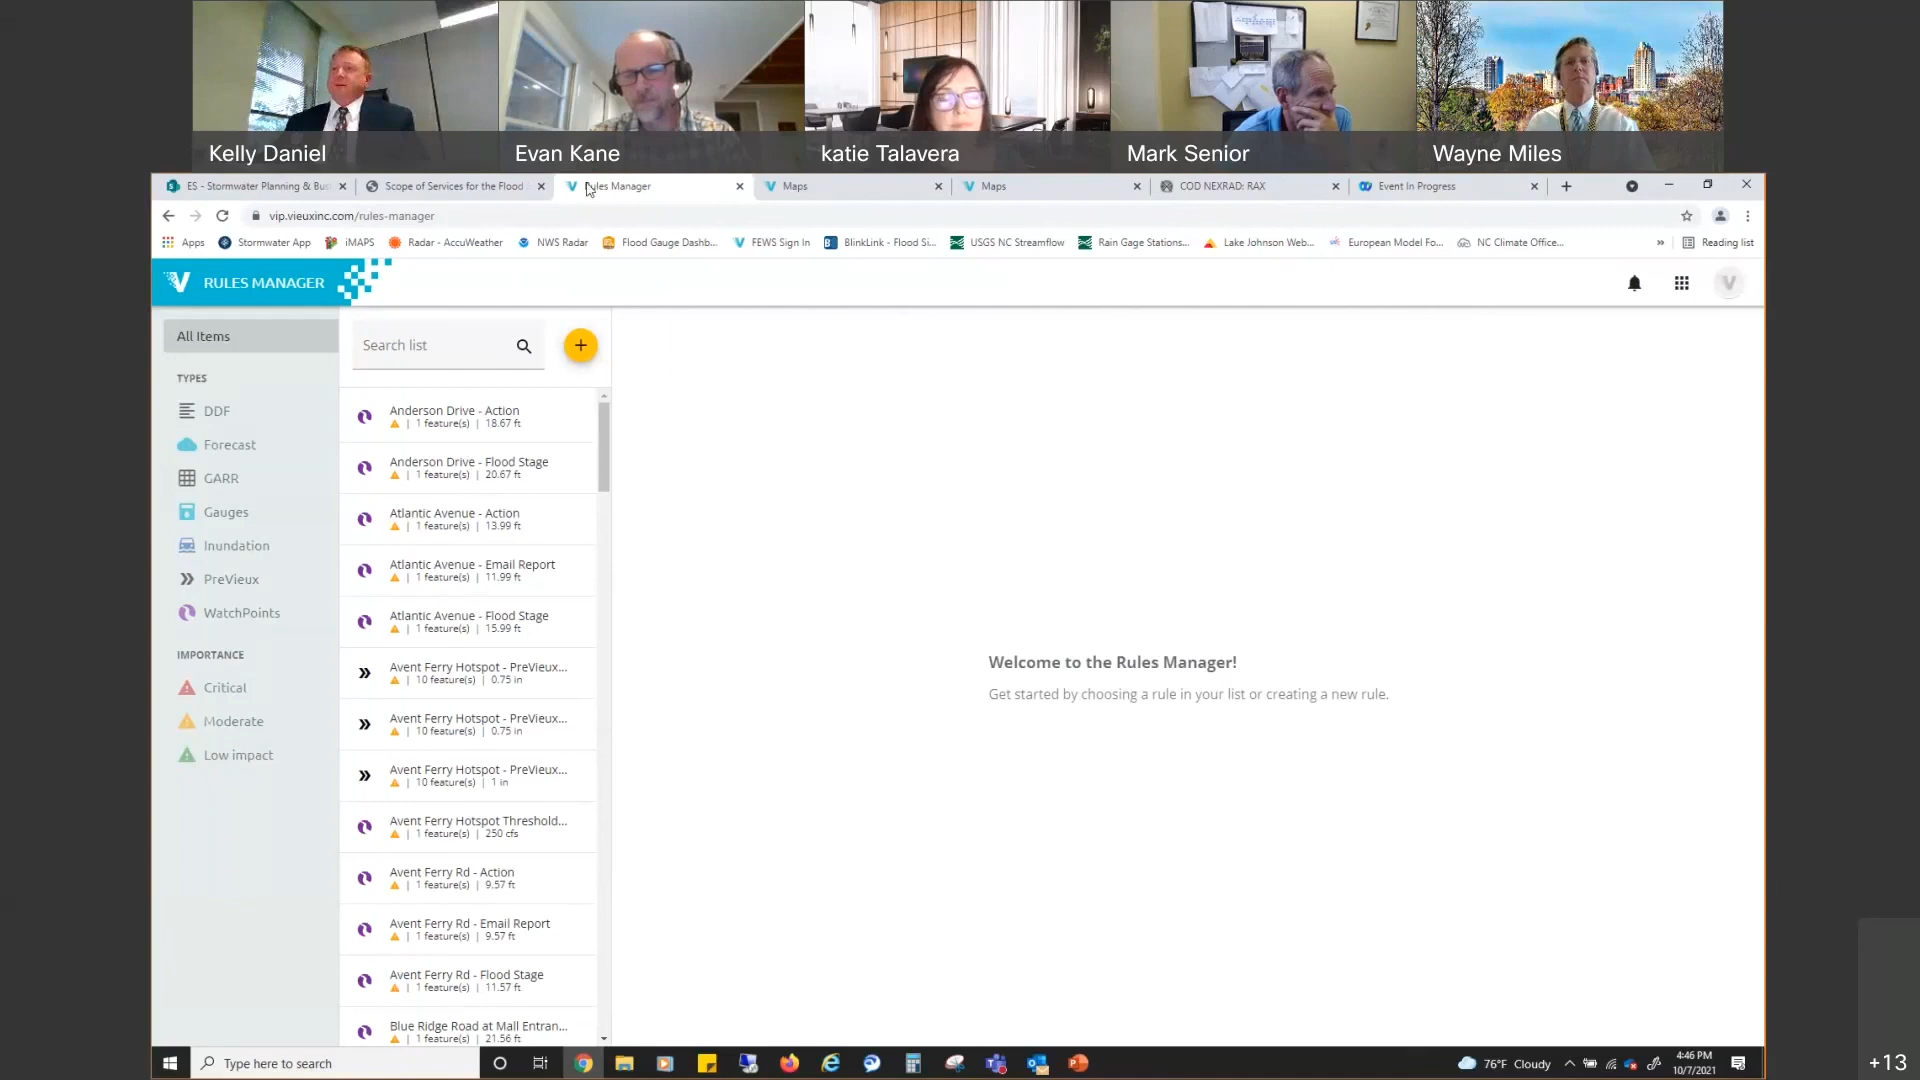 Kelly Daniel
Evan Kane
katie Talavera
Mark Senior
Wayne Miles
ES - Stormwater Planning & Bu
Scope of Services for the Flood
Rules Manager
Maps
Maps
COD NEXRAD: RAX
Event In Progress
vip.vieuxinc.com/rules-manager
Apps
Stormwater App
iMAPS
Radar - AccuWeather
NWS Radar
Flood Gauge Dashb...
FEWS Sign In
BlinkLink - Flood Si...
USGS NC Streamflow
Rain Gage Stations...
Lake Johnson Web...
European Model Fo...
NC Climate Office...
»
Reading list
RULES MANAGER
All Items
TYPES
DDF
Forecast
GARR
Gauges
Inundation
PreVieux
WatchPoints
IMPORTANCE
Critical
Moderate
Low impact
Search list
+
Anderson Drive - Action
| 1 feature(s) | 18.67 ft
Anderson Drive - Flood Stage
| 1 feature(s) | 20.67 ft
Atlantic Avenue - Action
| 1 feature(s) | 13.99 ft
Atlantic Avenue - Email Report
| 1 feature(s) | 11.99 ft
Atlantic Avenue - Flood Stage
| 1 feature(s) | 15.99 ft
Avent Ferry Hotspot - PreVieux...
| 10 feature(s) | 0.75 in
Avent Ferry Hotspot - PreVieux...
| 10 feature(s) | 0.75 in
Avent Ferry Hotspot - PreVieux...
| 10 feature(s) | 1 in
Avent Ferry Hotspot Threshold...
| 1 feature(s) | 250 cfs
Avent Ferry Rd - Action
| 1 feature(s) | 9.57 ft
Avent Ferry Rd - Email Report
| 1 feature(s) | 9.57 ft
Avent Ferry Rd - Flood Stage
| 1 feature(s) | 11.57 ft
Blue Ridge Road at Mall Entran...
| 1 feature(s) | 21.56 ft
Welcome to the Rules Manager!
Get started by choosing a rule in your list or creating a new rule.
Type here to search
76°F Cloudy
4:46 PM
10/7/2021
+13